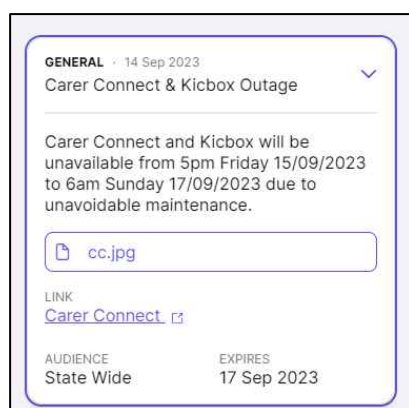 GENERAL · 14 Sep 2023
Carer Connect & Kicbox Outage
Carer Connect and Kicbox will be
unavailable from 5pm Friday 15/09/2023
to 6am Sunday 17/09/2023 due to
unavoidable maintenance.
cc.jpg
LINK
Carer Connect
AUDIENCE EXPIRES
State Wide 17 Sep 2023